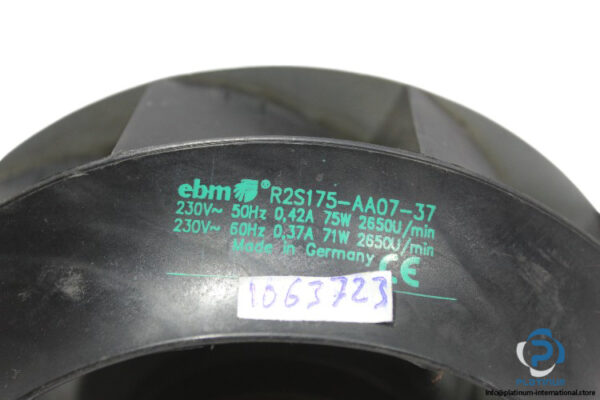 ebm® R2S175-AA07-37
230V~ 50Hz 0,42A 75W 2650U/min
230V~ 60Hz 0,37A 71W 2650U/min
Made in Germany CE
1063723
PLATINUM
info@platinum-international.store